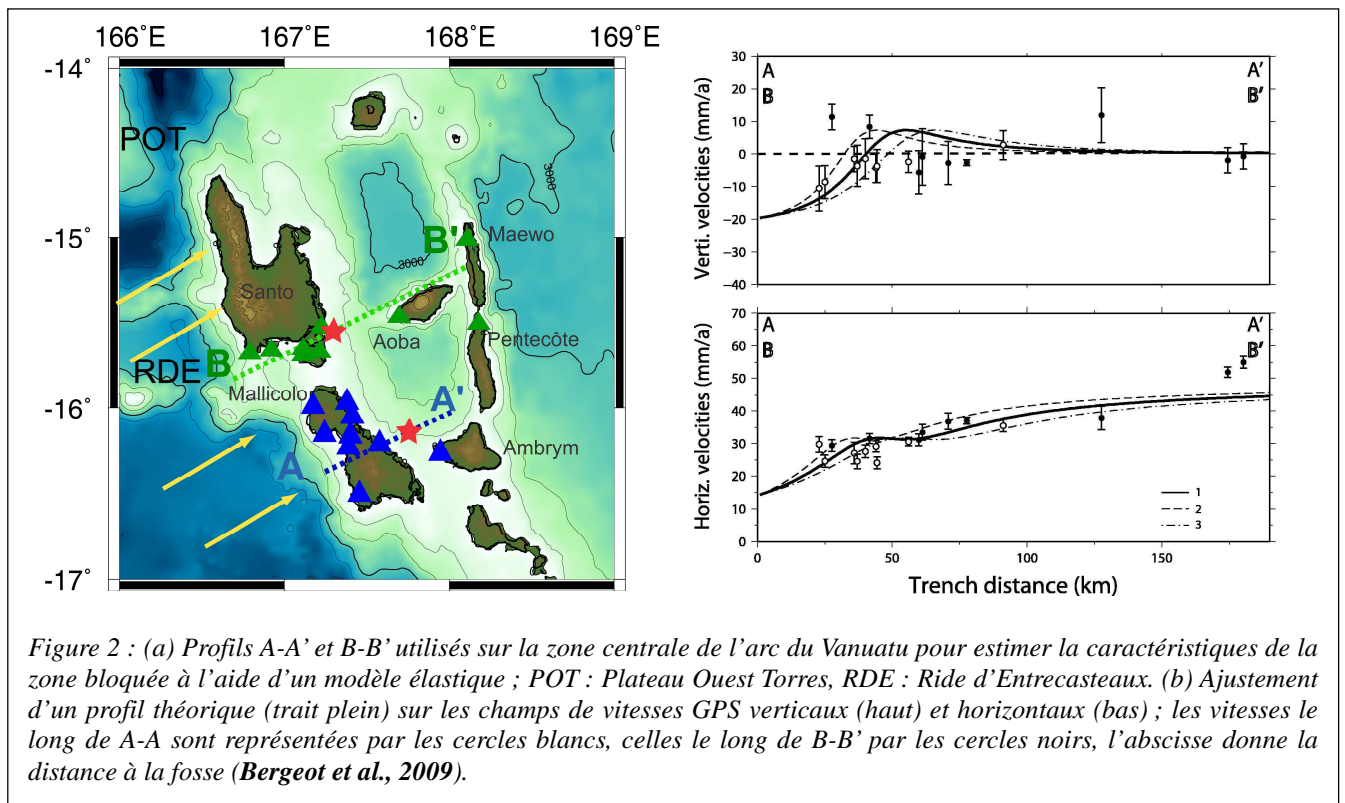 166˚E 167˚E 168˚E 169˚E
-14˚
-15˚
-16˚
-17˚
POT
3000
B'
Maewo
3000
Santo
Aoba
Pentecôte
B
RDE
Mallicolo
A'
A
Ambrym
Verti. velocities (mm/a)
30
20
10
0
−10
−20
−30
−40
A
B
A'
B'
Horiz. velocities (mm/a)
70
60
50
40
30
20
10
0
A
B
A'
B'
1
2
3
0 50 100 150
Trench distance (km)
Figure 2 : (a) Profils A-A’ et B-B’ utilisés sur la zone centrale de l’arc du Vanuatu pour estimer la caractéristiques de la
zone bloquée à l’aide d’un modèle élastique ; POT : Plateau Ouest Torres, RDE : Ride d’Entrecasteaux. (b) Ajustement
d’un profil théorique (trait plein) sur les champs de vitesses GPS verticaux (haut) et horizontaux (bas) ; les vitesses le
long de A-A sont représentées par les cercles blancs, celles le long de B-B’ par les cercles noirs, l’abscisse donne la
distance à la fosse (Bergeot et al., 2009).